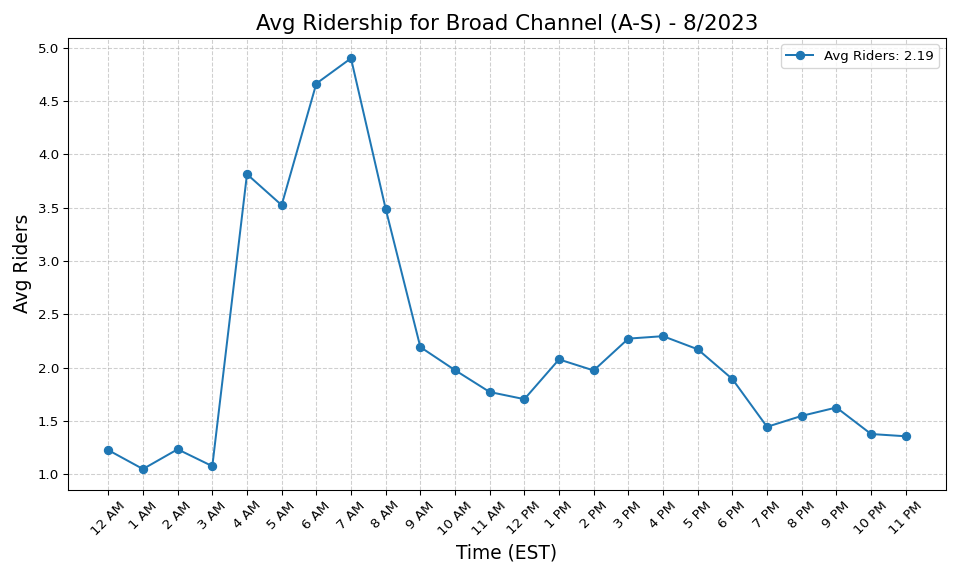 Avg Ridership for Broad Channel (A-S) - 8/2023
Avg Riders: 2.19
Avg Riders
5.0
4.5
4.0
3.5
3.0
2.5
2.0
1.5
1.0
12 AM
1 AM
2 AM
3 AM
4 AM
5 AM
6 AM
7 AM
8 AM
9 AM
10 AM
11 AM
12 PM
1 PM
2 PM
3 PM
4 PM
5 PM
6 PM
7 PM
8 PM
9 PM
10 PM
11 PM
Time (EST)